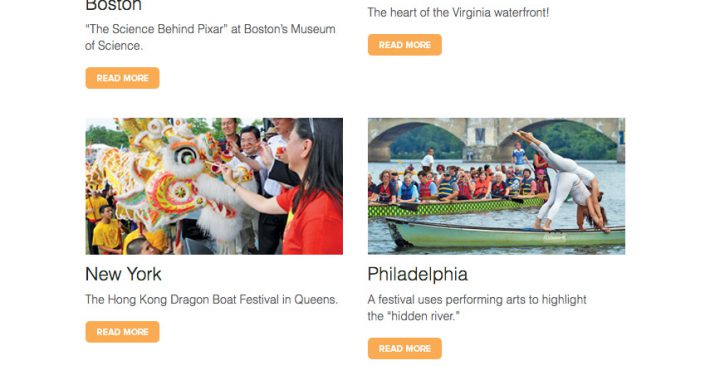 Boston
“The Science Behind Pixar” at Boston’s Museum
of Science.
READ MORE
The heart of the Virginia waterfront!
READ MORE
New York
The Hong Kong Dragon Boat Festival in Queens.
READ MORE
Philadelphia
A festival uses performing arts to highlight
the “hidden river.”
READ MORE